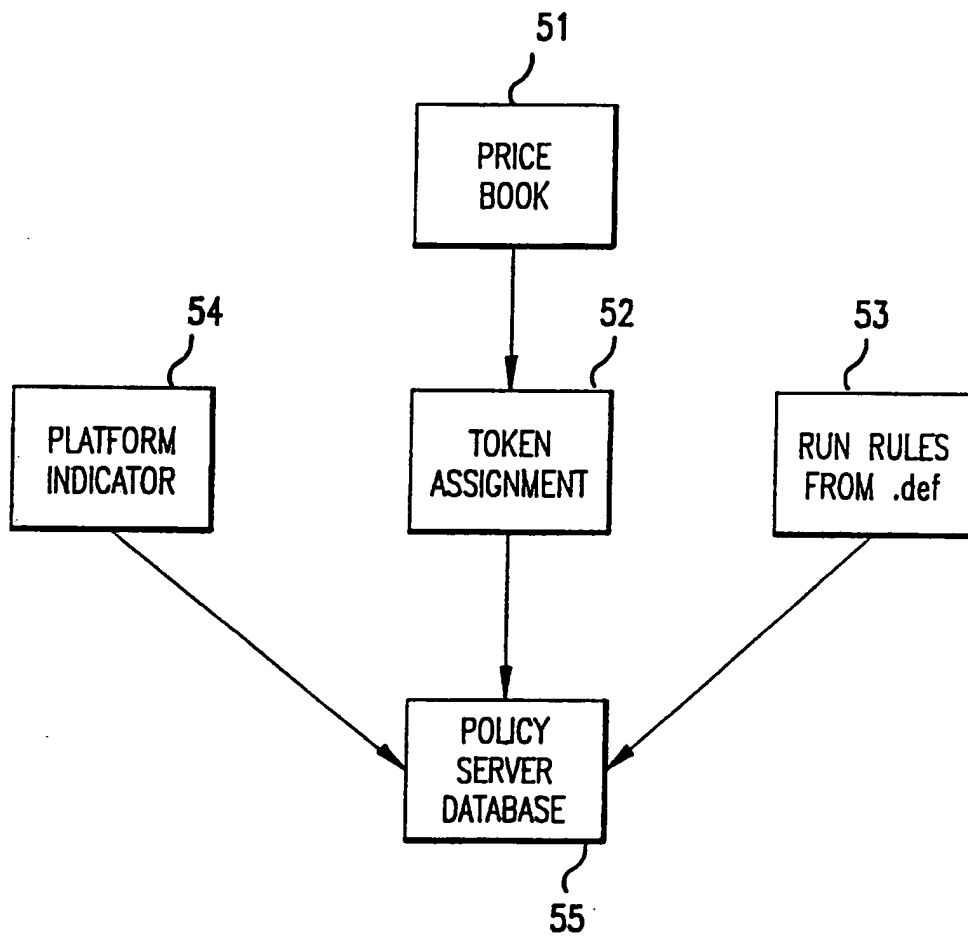 51
PRICE
BOOK
54
52
53
PLATFORM
INDICATOR
TOKEN
ASSIGNMENT
RUN RULES
FROM .def
POLICY
SERVER
DATABASE
55